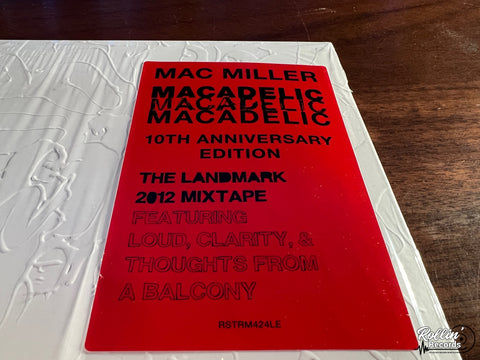 MAC MILLER
MACADELIC
MACADELIC
MACADELIC
10TH ANNIVERSARY
EDITION
THE LANDMARK
2012 MIXTAPE
FEATURING
LOUD, CLARITY, &
THOUGHTS FROM
A BALCONY
RSTRM424LE
Rollin'
Records